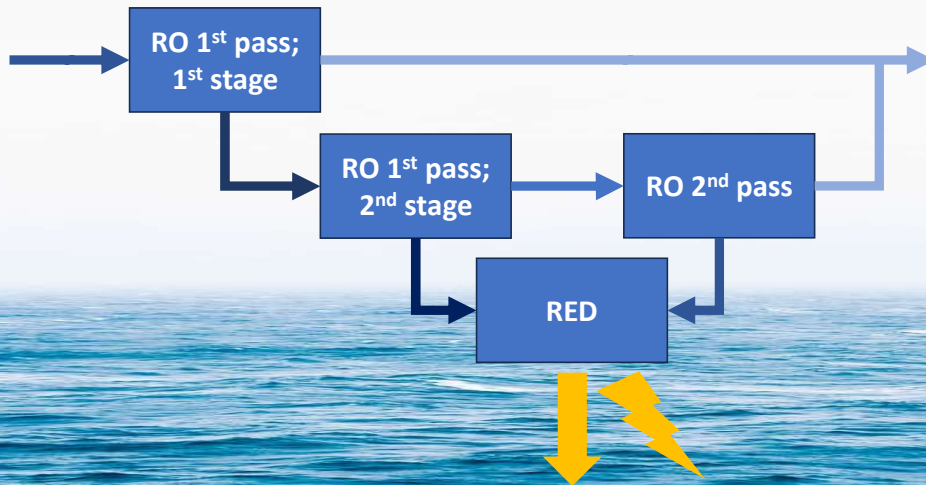 RO 1st pass;
1st stage
RO 1st pass;
2nd stage
RO 2nd pass
RED